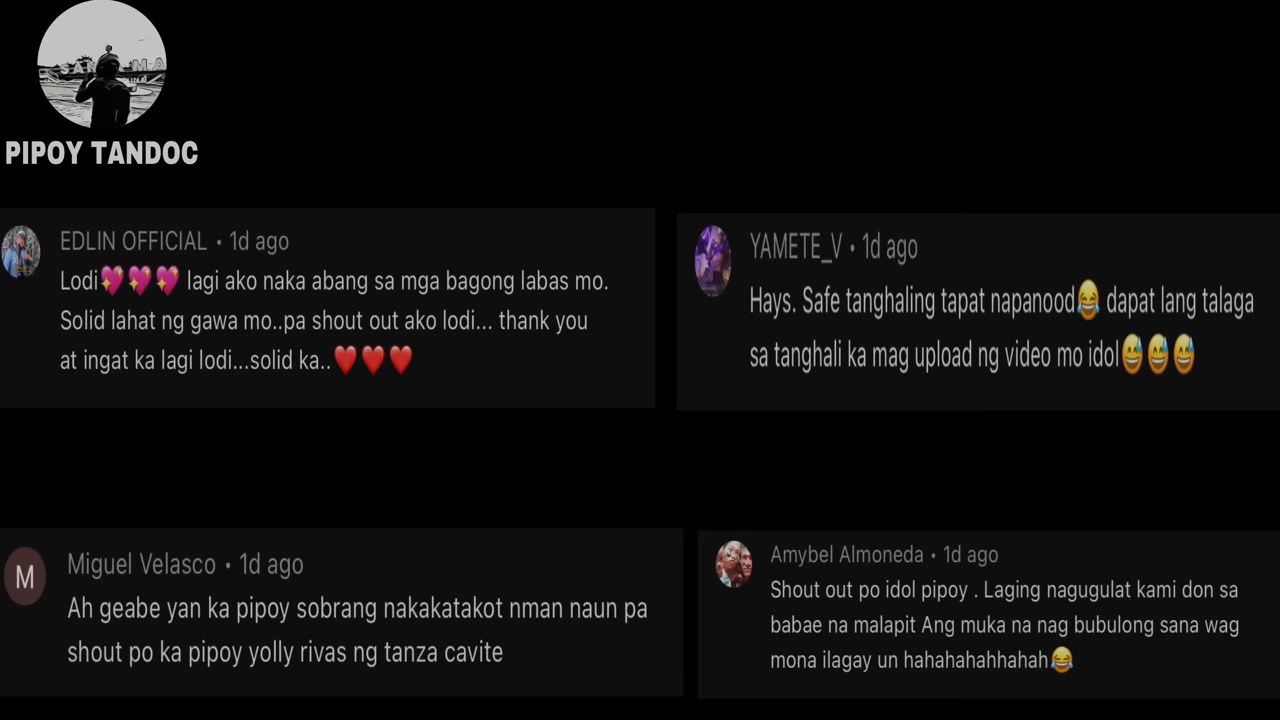 PIPOY TANDOC
EDLIN OFFICIAL • 1d ago
Lodi💖💖💖 lagi ako naka abang sa mga bagong labas mo.
Solid lahat ng gawa mo..pa shout out ako lodi... thank you
at ingat ka lagi lodi...solid ka..❤️❤️❤️
YAMETE_V • 1d ago
Hays. Safe tanghaling tapat napanood😂 dapat lang talaga
sa tanghali ka mag upload ng video mo idol😅😅😅
M
Miguel Velasco • 1d ago
Ah geabe yan ka pipoy sobrang nakakatakot nman naun pa
shout po ka pipoy yolly rivas ng tanza cavite
Amybel Almoneda • 1d ago
Shout out po idol pipoy . Laging nagugulat kami don sa
babae na malapit Ang muka na nag bubulong sana wag
mona ilagay un hahahahahhahah😂